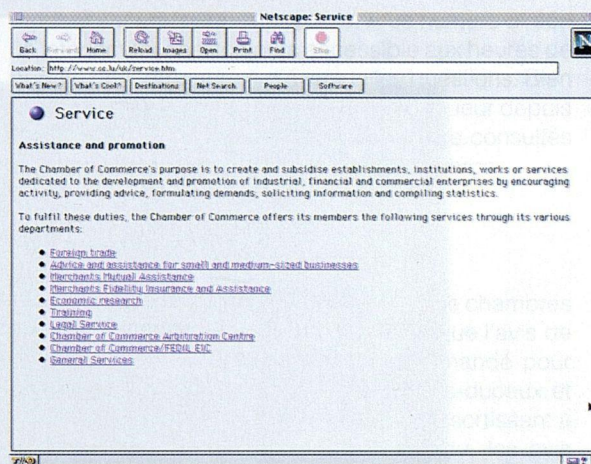 Netscape: Service
Back Forward Home Reload Images Open Print Find Stop
Location: http://www.cc.lu/uk/service.htm
What's New? What's Cool? Destinations Net Search People Software
Service
Assistance and promotion
The Chamber of Commerce's purpose is to create and subsidise establishments, institutions, works or services
dedicated to the development and promotion of industrial, financial and commercial enterprises by encouraging
activity, providing advice, formulating demands, soliciting information and compiling statistics.
To fulfil these duties, the Chamber of Commerce offers its members the following services through its various
departments:
Foreign trade
Advice and assistance for small and medium-sized businesses
Merchants Mutual Assistance
Merchants Fidelity Insurance and Assistance
Economic research
Training
Legal Service
Chamber of Commerce Arbitration Centre
Chamber of Commerce/FEDIL EIC
General Services